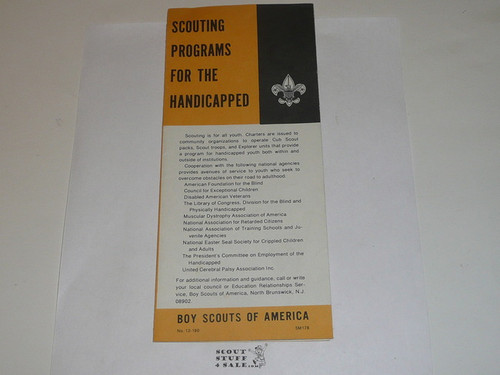 SCOUTING
PROGRAMS
FOR THE
HANDICAPPED
Scouting is for all youth. Charters are issued to
community organizations to operate Cub Scout
packs, Scout troops, and Explorer units that provide
a program for handicapped youth both within and
outside of institutions.
Cooperation with the following national agencies
provides avenues of service to youth who seek to
overcome obstacles on their road to adulthood:
American Foundation for the Blind
Council for Exceptional Children
Disabled American Veterans
The Library of Congress, Division for the Blind and
Physically Handicapped
Muscular Dystrophy Association of America
National Association for Retarded Citizens
National Association of Training Schools and Ju-
venile Agencies
National Easter Seal Society for Crippled Children
and Adults
The President's Committee on Employment of the
Handicapped
United Cerebral Palsy Association Inc.
For additional information and guidance, call or write
your local council or Education Relationships Ser-
vice, Boy Scouts of America, North Brunswick, N.J.
08902.
BOY SCOUTS OF AMERICA
SCOUT
STUFF
4 SALE